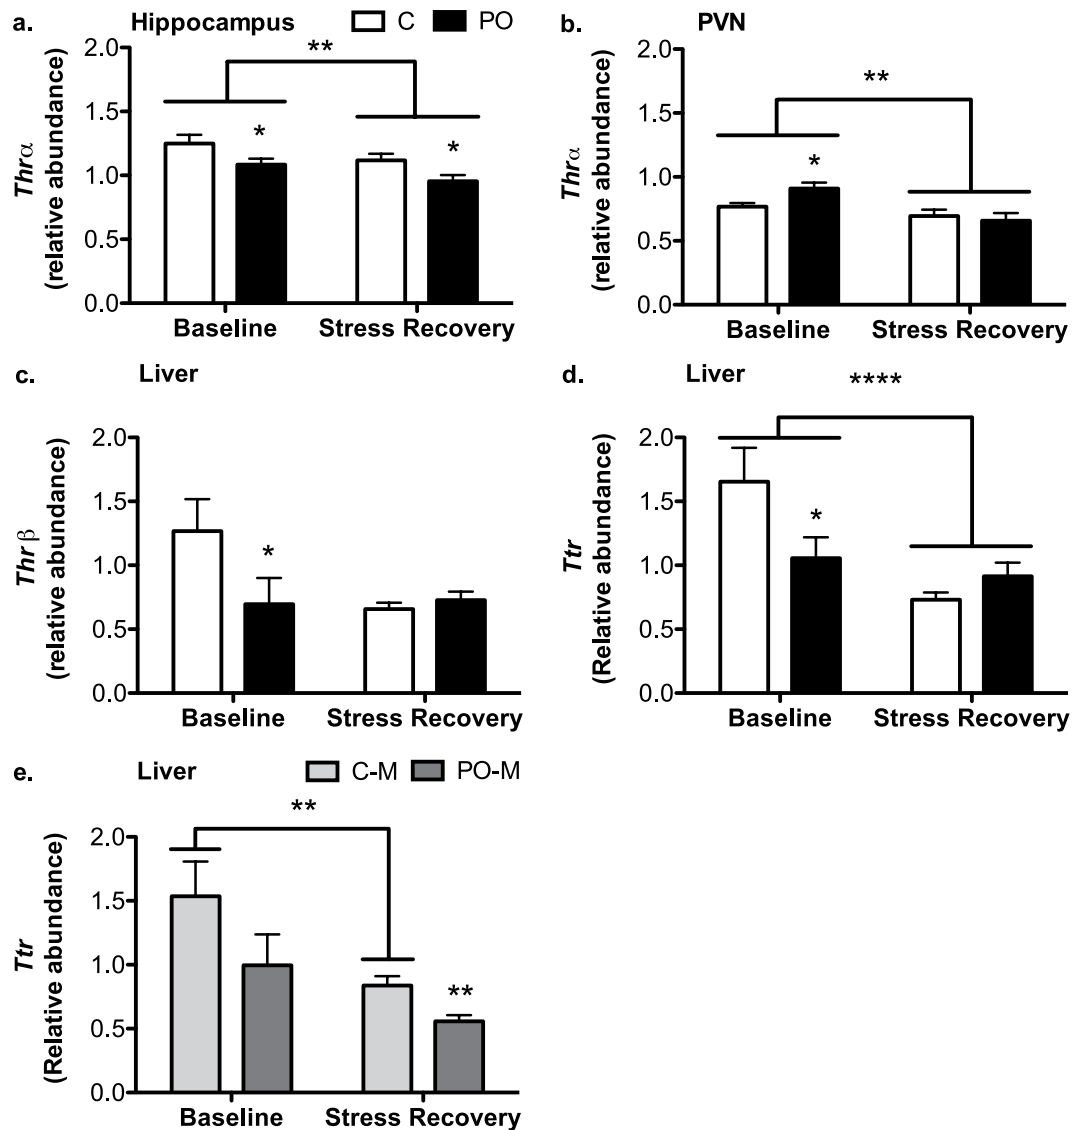 a.
Hippocampus
C
PO
Thrα
(relative abundance)
2.0
1.5
1.0
0.5
0.0
**
*
*
Baseline
Stress Recovery
b.
PVN
Thrα
(relative abundance)
2.0
1.5
1.0
0.5
0.0
**
*
Baseline
Stress Recovery
c.
Liver
Thr β
(relative abundance)
2.0
1.5
1.0
0.5
0.0
*
Baseline
Stress Recovery
d.
Liver
Ttr
(Relative abundance)
2.0
1.5
1.0
0.5
0.0
****
*
Baseline
Stress Recovery
e.
Liver
C-M
PO-M
Ttr
(Relative abundance)
2.0
1.5
1.0
0.5
0.0
**
**
Baseline
Stress Recovery